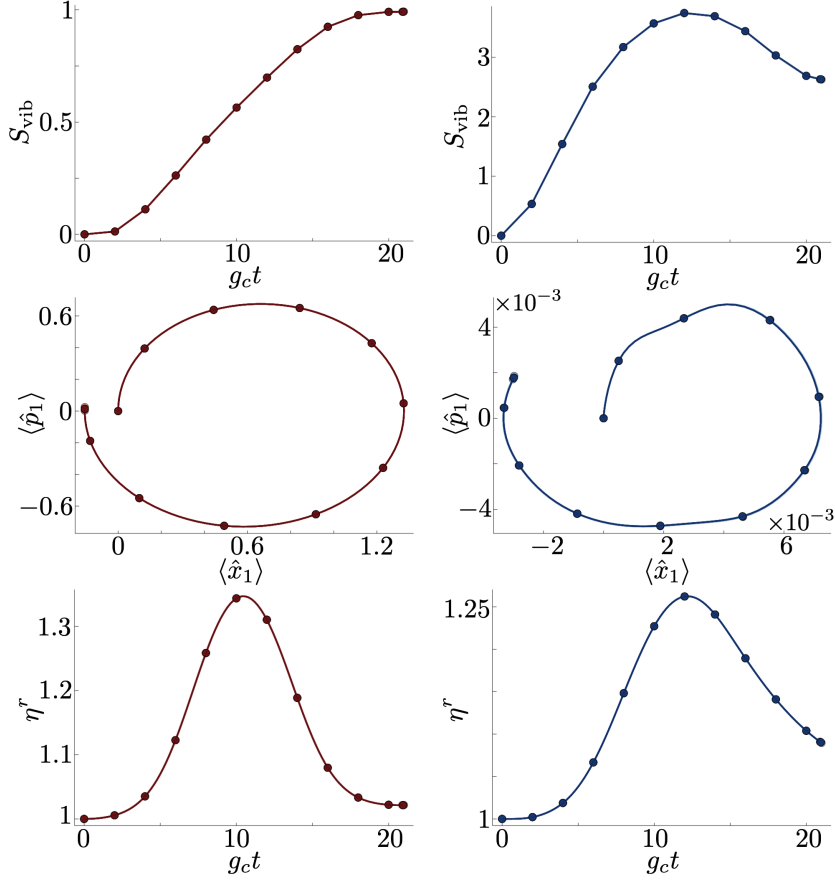 1
0.5
0
S_vib
0 10 20
g_c t
3
2
1
0
S_vib
0 10 20
g_c t
0.6
0
−0.6
⟨p̂₁⟩
0 0.6 1.2
⟨x̂₁⟩
×10⁻³
4
0
−4
⟨p̂₁⟩
×10⁻³
−2 2 6
⟨x̂₁⟩
1.3
1.2
1.1
1
η^r
0 10 20
g_c t
1.25
1
η^r
0 10 20
g_c t